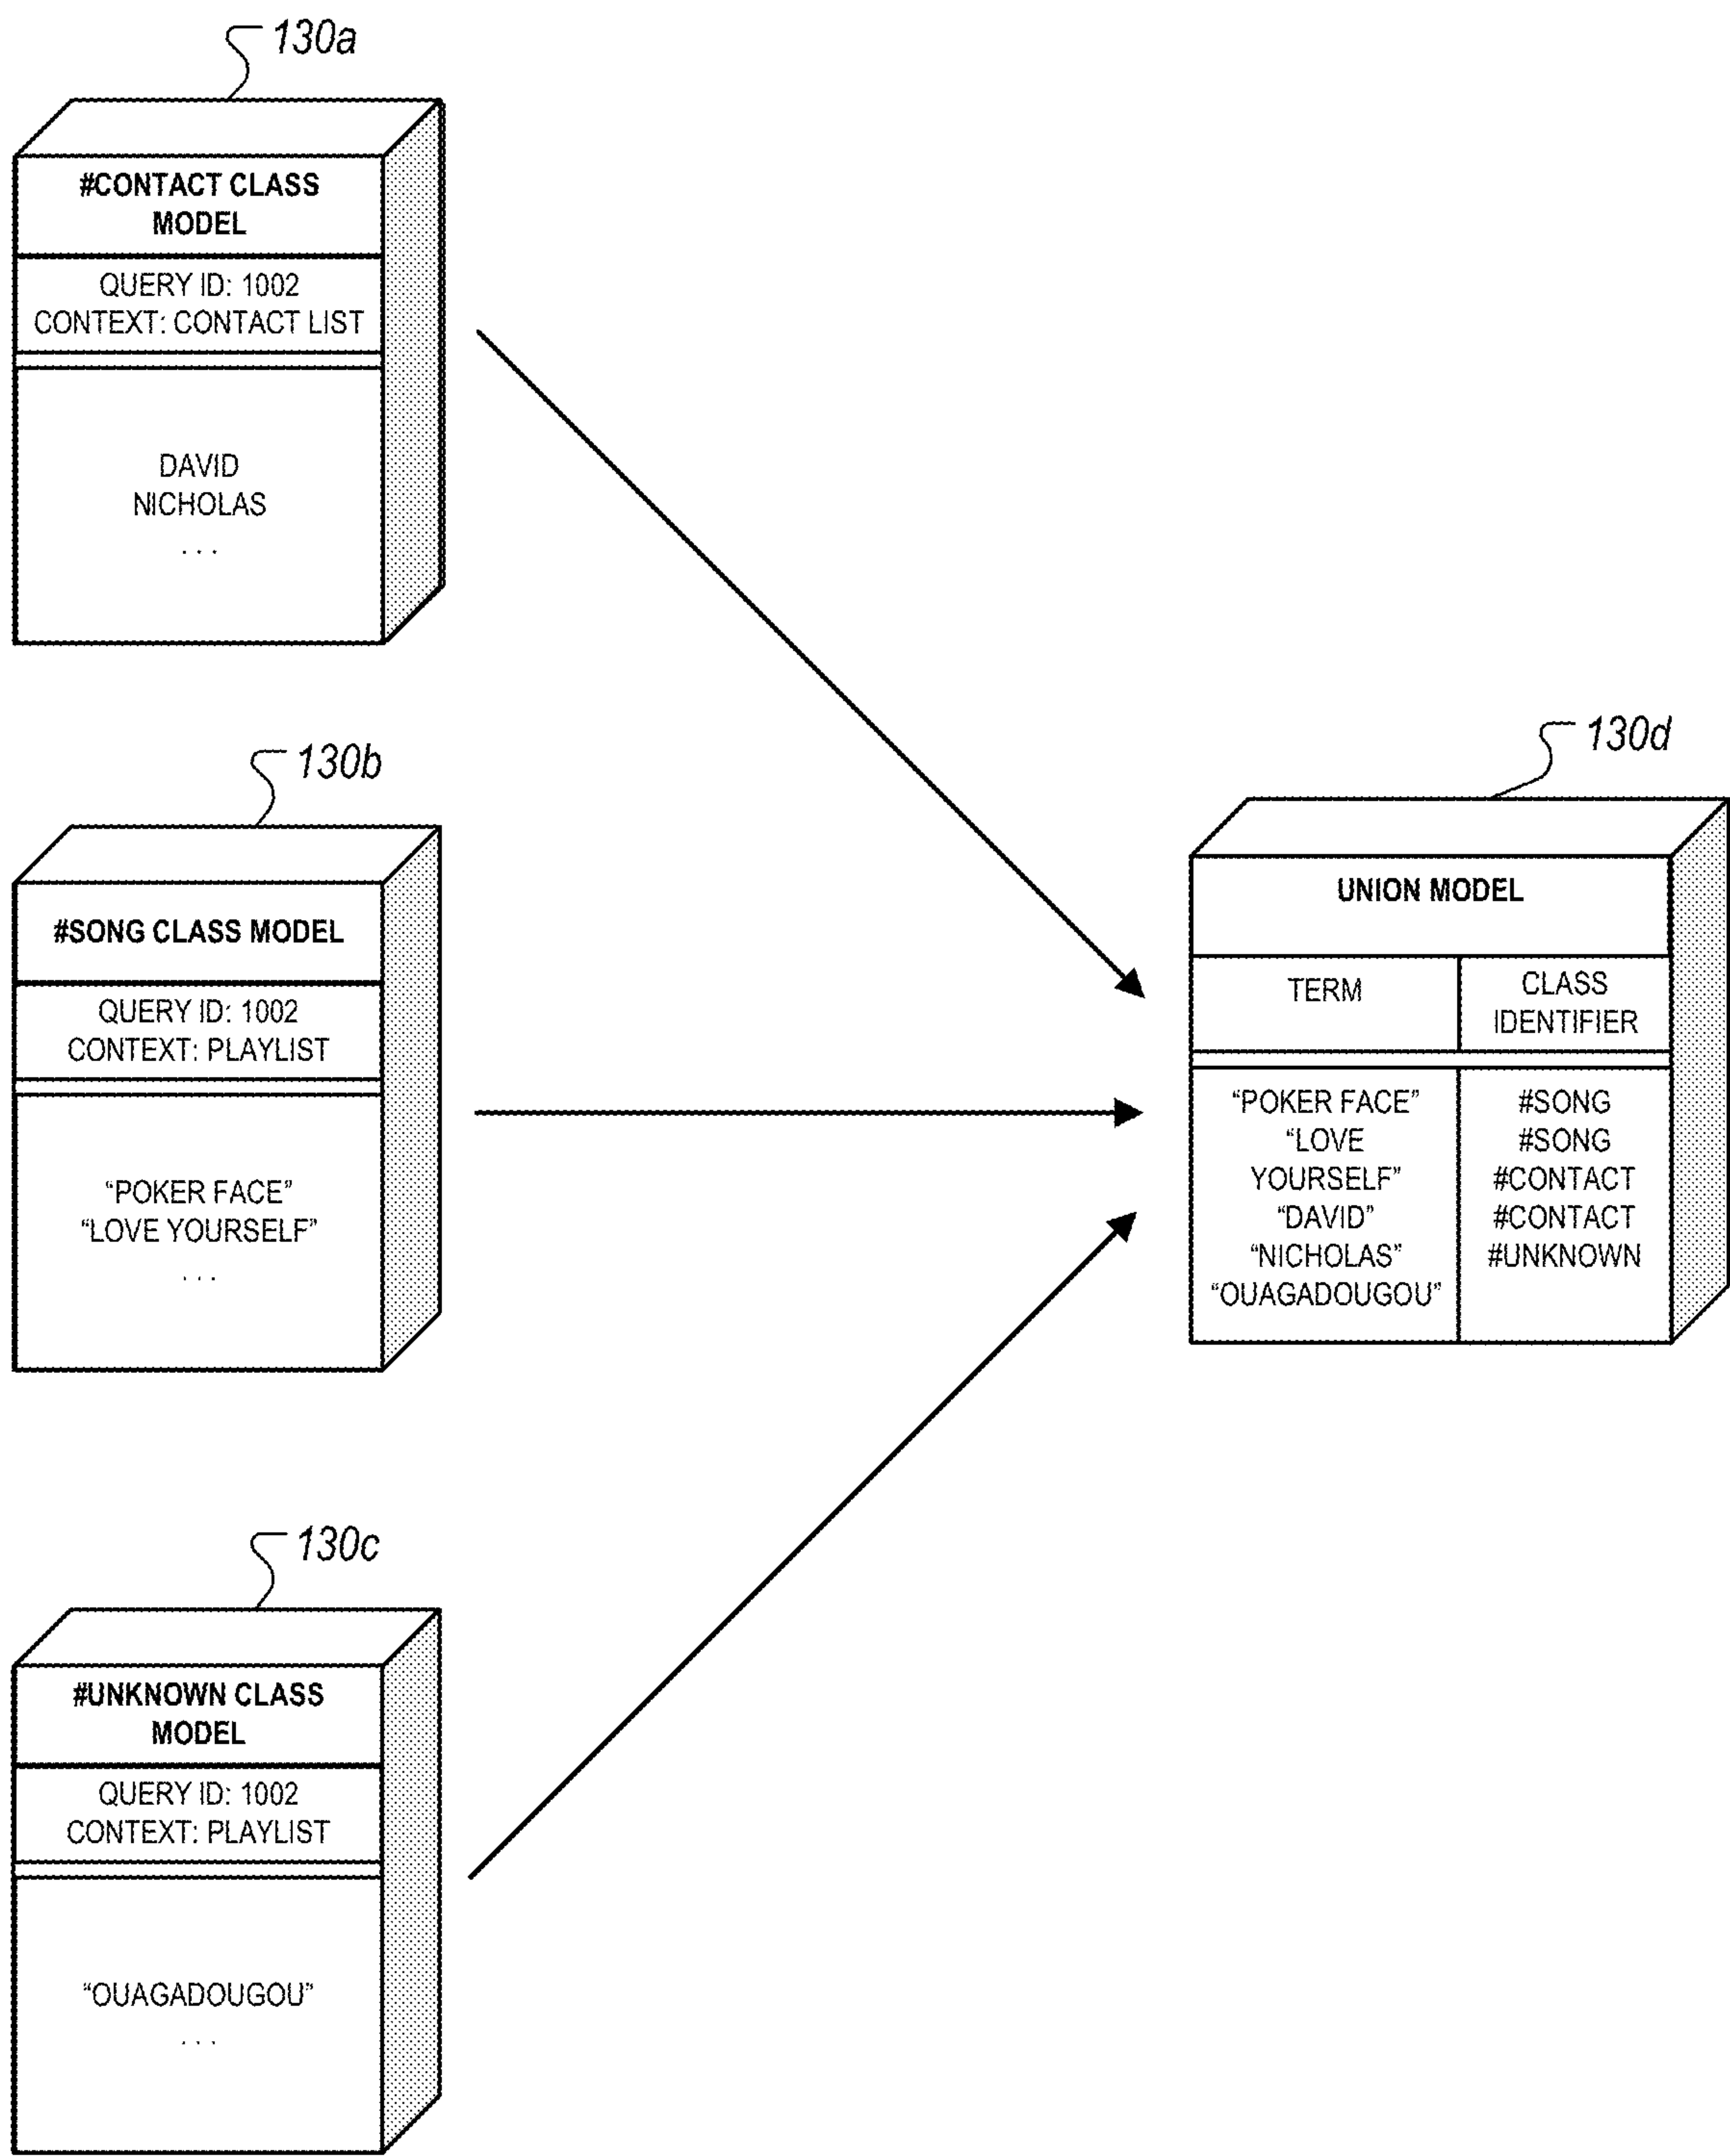 130a
#CONTACT CLASS
MODEL
QUERY ID: 1002
CONTEXT: CONTACT LIST
DAVID
NICHOLAS
. . .
130b
#SONG CLASS MODEL
QUERY ID: 1002
CONTEXT: PLAYLIST
“POKER FACE”
“LOVE YOURSELF”
. . .
130c
#UNKNOWN CLASS
MODEL
QUERY ID: 1002
CONTEXT: PLAYLIST
“OUAGADOUGOU”
. . .
130d
UNION MODEL
TERM
CLASS
IDENTIFIER
“POKER FACE”
“LOVE
YOURSELF”
“DAVID”
“NICHOLAS”
“OUAGADOUGOU”
#SONG
#SONG
#CONTACT
#CONTACT
#UNKNOWN